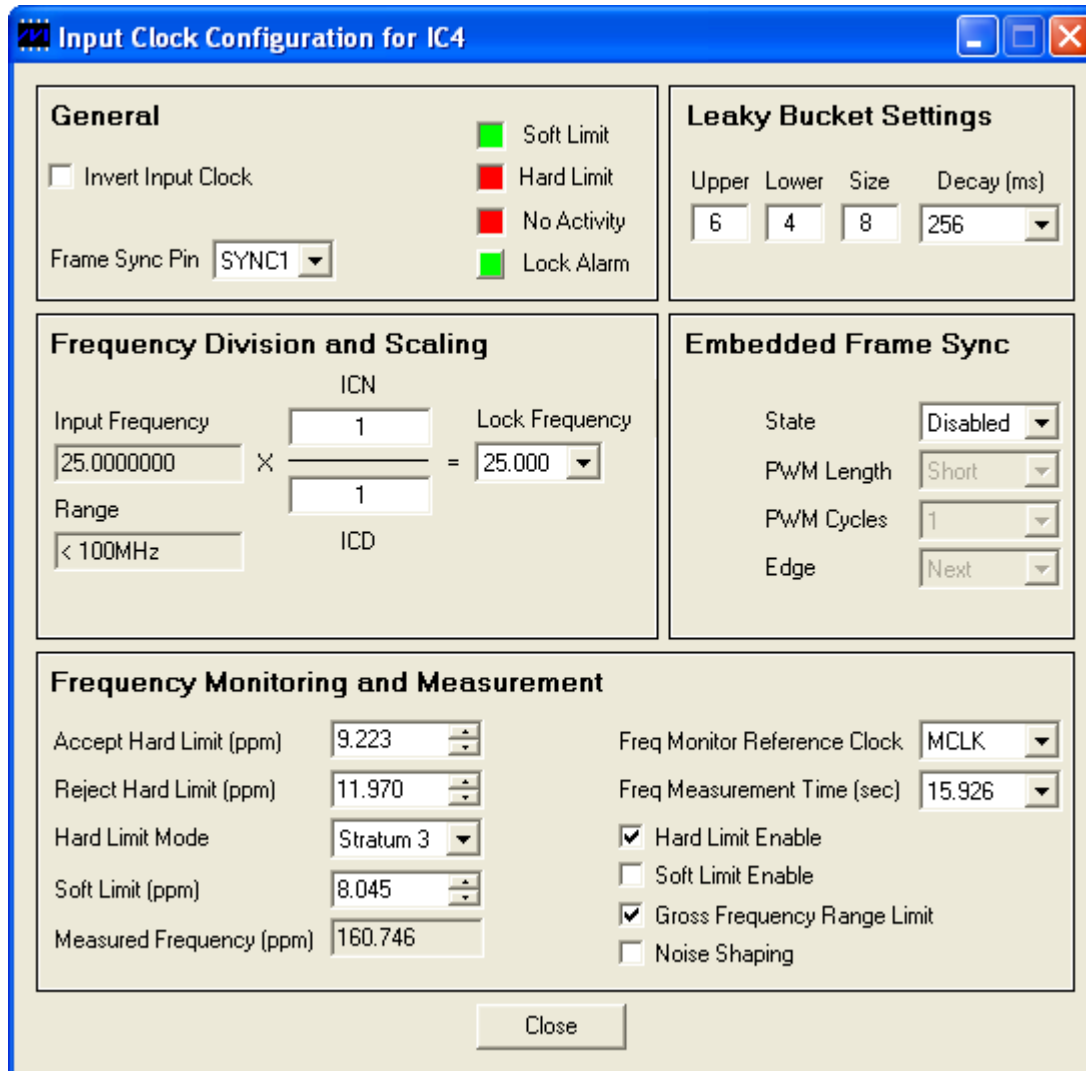 Input Clock Configuration for IC4
General
Invert Input Clock
Frame Sync Pin SYNC1
Soft Limit
Hard Limit
No Activity
Lock Alarm
Leaky Bucket Settings
Upper Lower Size Decay (ms)
6 4 8 256
Frequency Division and Scaling
ICN
Input Frequency 1 Lock Frequency
25.0000000 X = 25.000
Range 1
< 100MHz ICD
Embedded Frame Sync
State Disabled
PWM Length Short
PWM Cycles 1
Edge Next
Frequency Monitoring and Measurement
Accept Hard Limit (ppm) 9.223
Reject Hard Limit (ppm) 11.970
Hard Limit Mode Stratum 3
Soft Limit (ppm) 8.045
Measured Frequency (ppm) 160.746
Freq Monitor Reference Clock MCLK
Freq Measurement Time (sec) 15.926
Hard Limit Enable
Soft Limit Enable
Gross Frequency Range Limit
Noise Shaping
Close